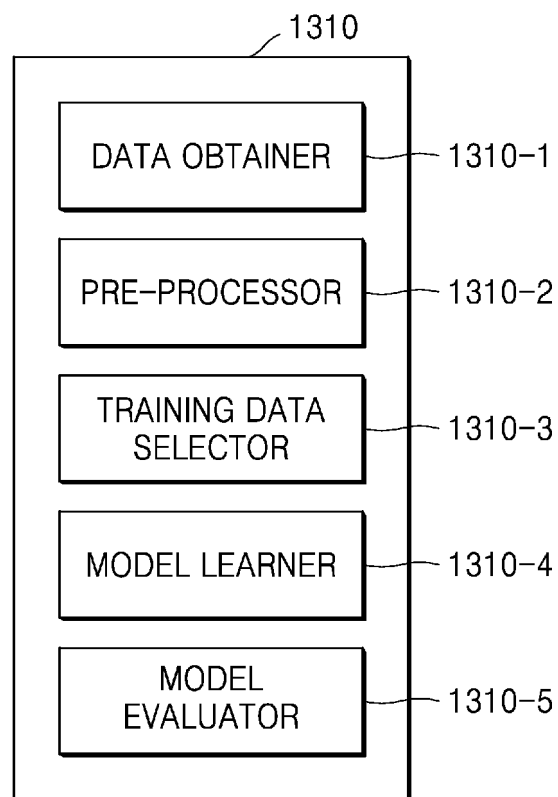 1310
DATA OBTAINER
1310-1
PRE-PROCESSOR
1310-2
TRAINING DATA
SELECTOR
1310-3
MODEL LEARNER
1310-4
MODEL
EVALUATOR
1310-5